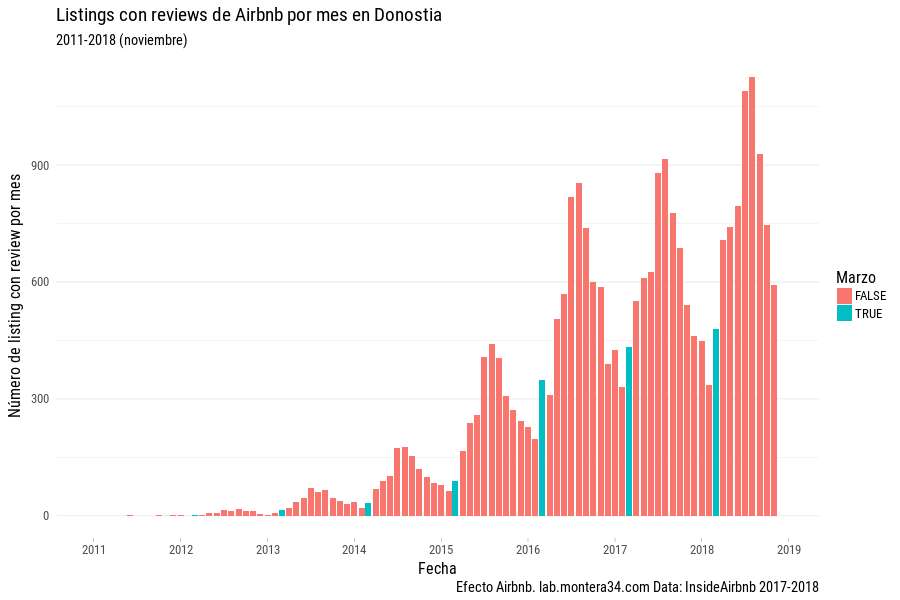 Listings con reviews de Airbnb por mes en Donostia
2011-2018 (noviembre)
Número de listing con review por mes
900
600
300
0
2011 2012 2013 2014 2015 2016 2017 2018 2019
Fecha
Marzo
FALSE
TRUE
Efecto Airbnb. lab.montera34.com Data: InsideAirbnb 2017-2018